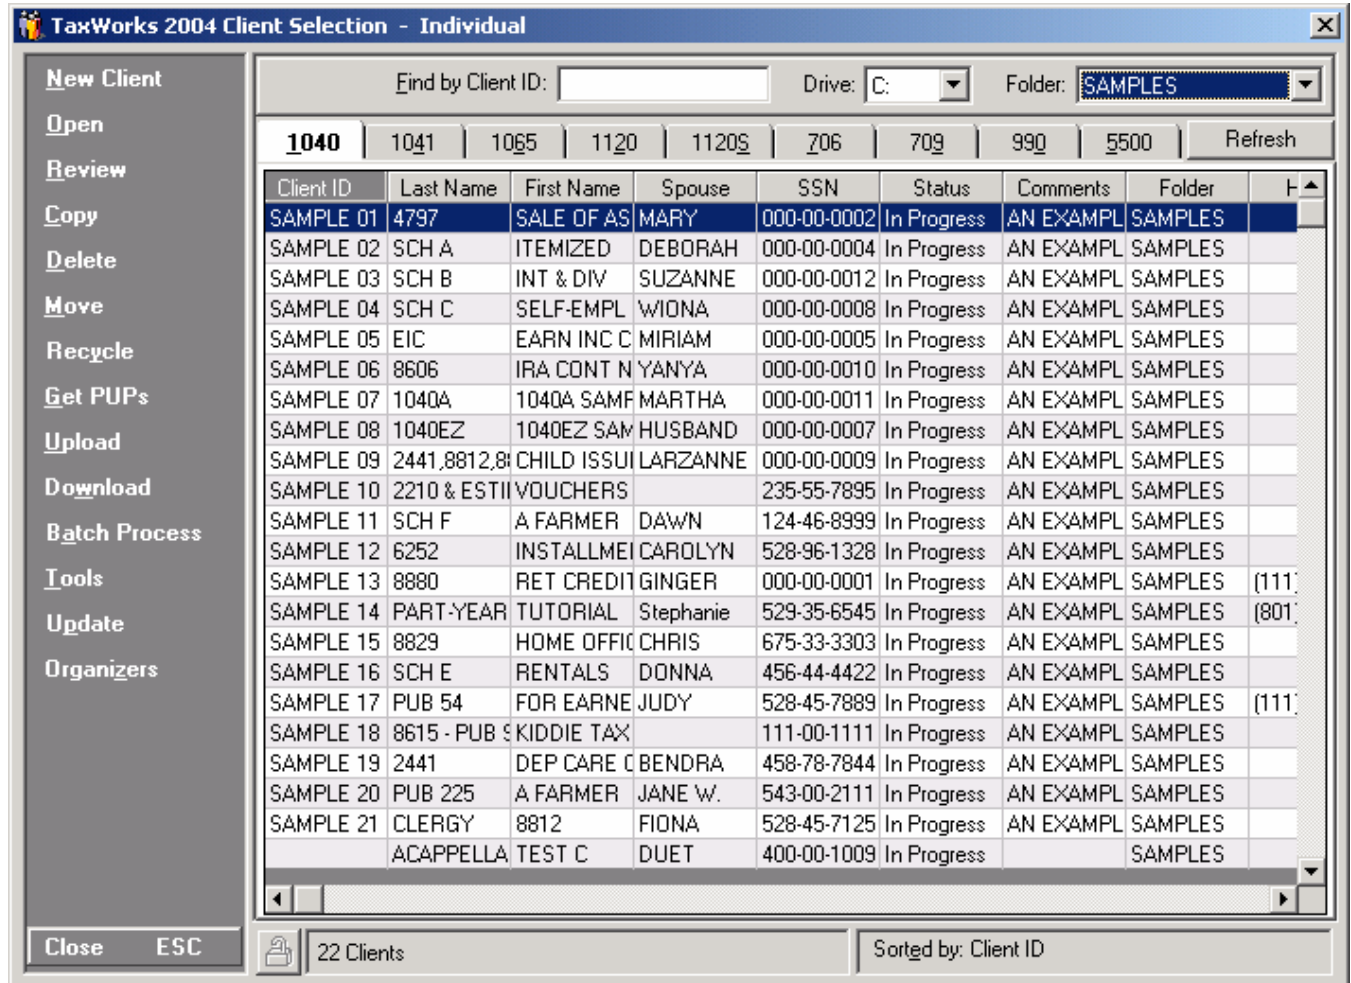 TaxWorks 2004 Client Selection - Individual
New Client
Open
Review
Copy
Delete
Move
Recycle
Get PUPs
Upload
Download
Batch Process
Tools
Update
Organizers
Close ESC
Find by Client ID: Drive: C: Folder: SAMPLES
1040 1041 1065 1120 1120S 706 709 990 5500 Refresh
Client ID Last Name First Name Spouse SSN Status Comments Folder H
SAMPLE 01 4797 SALE OF AS MARY 000-00-0002 In Progress AN EXAMPL SAMPLES
SAMPLE 02 SCH A ITEMIZED DEBORAH 000-00-0004 In Progress AN EXAMPL SAMPLES
SAMPLE 03 SCH B INT & DIV SUZANNE 000-00-0012 In Progress AN EXAMPL SAMPLES
SAMPLE 04 SCH C SELF-EMPL WIONA 000-00-0008 In Progress AN EXAMPL SAMPLES
SAMPLE 05 EIC EARN INC C MIRIAM 000-00-0005 In Progress AN EXAMPL SAMPLES
SAMPLE 06 8606 IRA CONT N YANYA 000-00-0010 In Progress AN EXAMPL SAMPLES
SAMPLE 07 1040A 1040A SAMP MARTHA 000-00-0011 In Progress AN EXAMPL SAMPLES
SAMPLE 08 1040EZ 1040EZ SAM HUSBAND 000-00-0007 In Progress AN EXAMPL SAMPLES
SAMPLE 09 2441,8812,88 CHILD ISSUI LARZANNE 000-00-0009 In Progress AN EXAMPL SAMPLES
SAMPLE 10 2210 & ESTII VOUCHERS 235-55-7895 In Progress AN EXAMPL SAMPLES
SAMPLE 11 SCH F A FARMER DAWN 124-46-8999 In Progress AN EXAMPL SAMPLES
SAMPLE 12 6252 INSTALLMEI CAROLYN 528-96-1328 In Progress AN EXAMPL SAMPLES
SAMPLE 13 8880 RET CREDIT GINGER 000-00-0001 In Progress AN EXAMPL SAMPLES (111)
SAMPLE 14 PART-YEAR TUTORIAL Stephanie 529-35-6545 In Progress AN EXAMPL SAMPLES (801)
SAMPLE 15 8829 HOME OFFIC CHRIS 675-33-3303 In Progress AN EXAMPL SAMPLES
SAMPLE 16 SCH E RENTALS DONNA 456-44-4422 In Progress AN EXAMPL SAMPLES
SAMPLE 17 PUB 54 FOR EARNE JUDY 528-45-7889 In Progress AN EXAMPL SAMPLES (111)
SAMPLE 18 8615 - PUB 9 KIDDIE TAX 111-00-1111 In Progress AN EXAMPL SAMPLES
SAMPLE 19 2441 DEP CARE C BENDRA 458-78-7844 In Progress AN EXAMPL SAMPLES
SAMPLE 20 PUB 225 A FARMER JANE W. 543-00-2111 In Progress AN EXAMPL SAMPLES
SAMPLE 21 CLERGY 8812 FIONA 528-45-7125 In Progress AN EXAMPL SAMPLES
ACAPPELLA TEST C DUET 400-00-1009 In Progress SAMPLES
22 Clients
Sorted by: Client ID